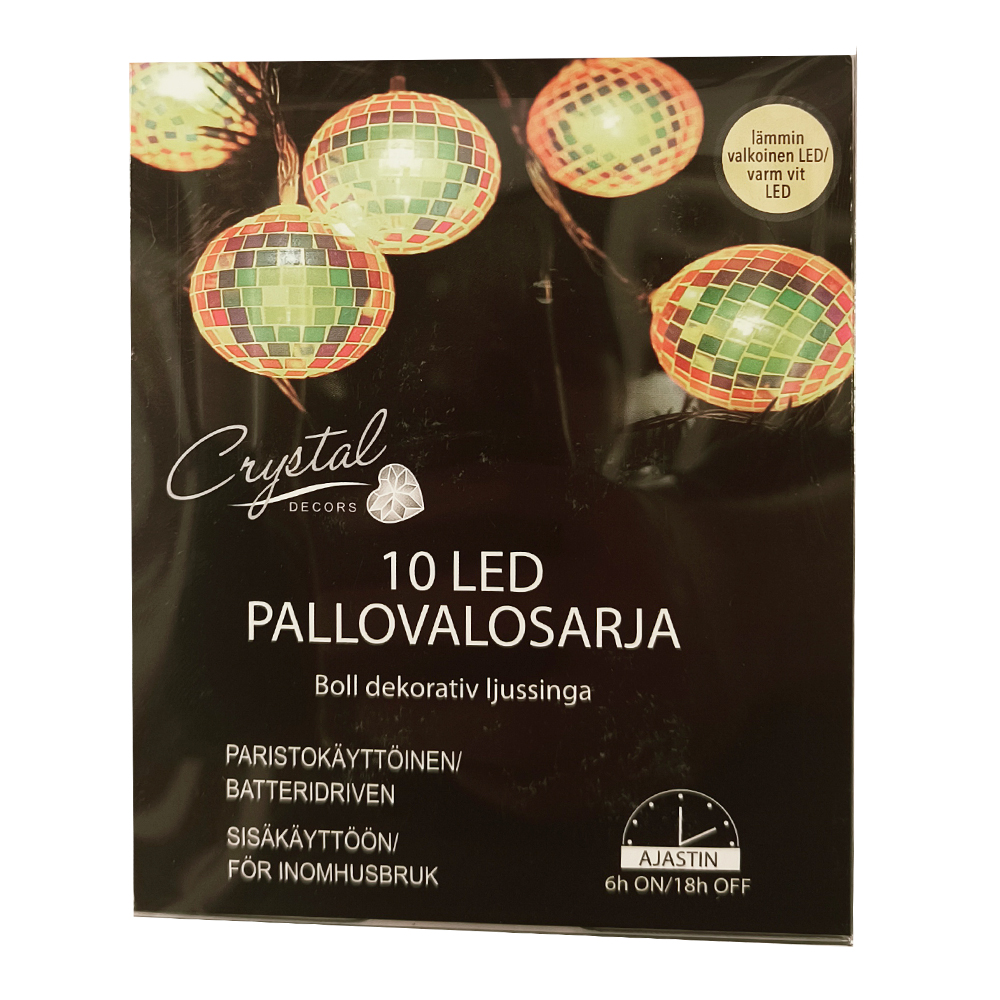 lämmin
valkoinen LED/
varm vit
LED
Crystal
DECORS
10 LED
PALLOVALOSARJA
Boll dekorativ ljussinga
PARISTOKÄYTTÖINEN/
BATTERIDRIVEN
SISÄKÄYTTÖÖN/
FÖR INOMHUSBRUK
AJASTIN
6h ON/18h OFF